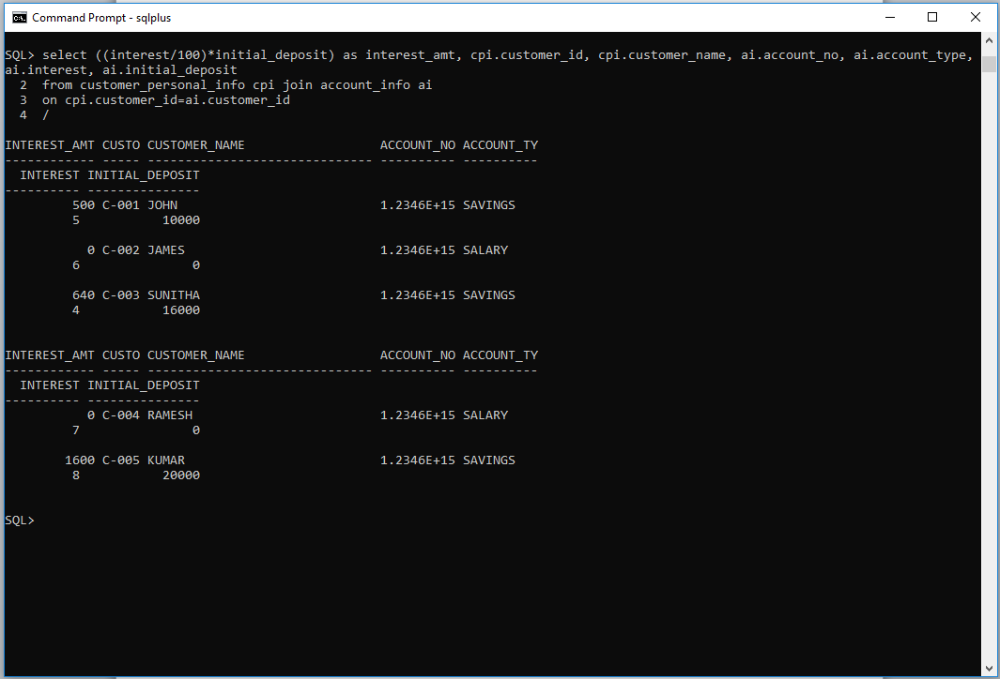 Command Prompt - sqlplus
SQL> select ((interest/100)*initial_deposit) as interest_amt, cpi.customer_id, cpi.customer_name, ai.account_no, ai.account_type,
ai.interest, ai.initial_deposit
  2  from customer_personal_info cpi join account_info ai
  3  on cpi.customer_id=ai.customer_id
  4  /
INTEREST_AMT CUSTO CUSTOMER_NAME                  ACCOUNT_NO ACCOUNT_TY
------------ ----- ------------------------------ ---------- ----------
  INTEREST INITIAL_DEPOSIT
---------- ---------------
         500 C-001 JOHN                           1.2346E+15 SAVINGS
         5           10000
           0 C-002 JAMES                          1.2346E+15 SALARY
         6               0
         640 C-003 SUNITHA                        1.2346E+15 SAVINGS
         4           16000
INTEREST_AMT CUSTO CUSTOMER_NAME                  ACCOUNT_NO ACCOUNT_TY
------------ ----- ------------------------------ ---------- ----------
  INTEREST INITIAL_DEPOSIT
---------- ---------------
           0 C-004 RAMESH                         1.2346E+15 SALARY
         7               0
        1600 C-005 KUMAR                          1.2346E+15 SAVINGS
         8           20000
SQL>